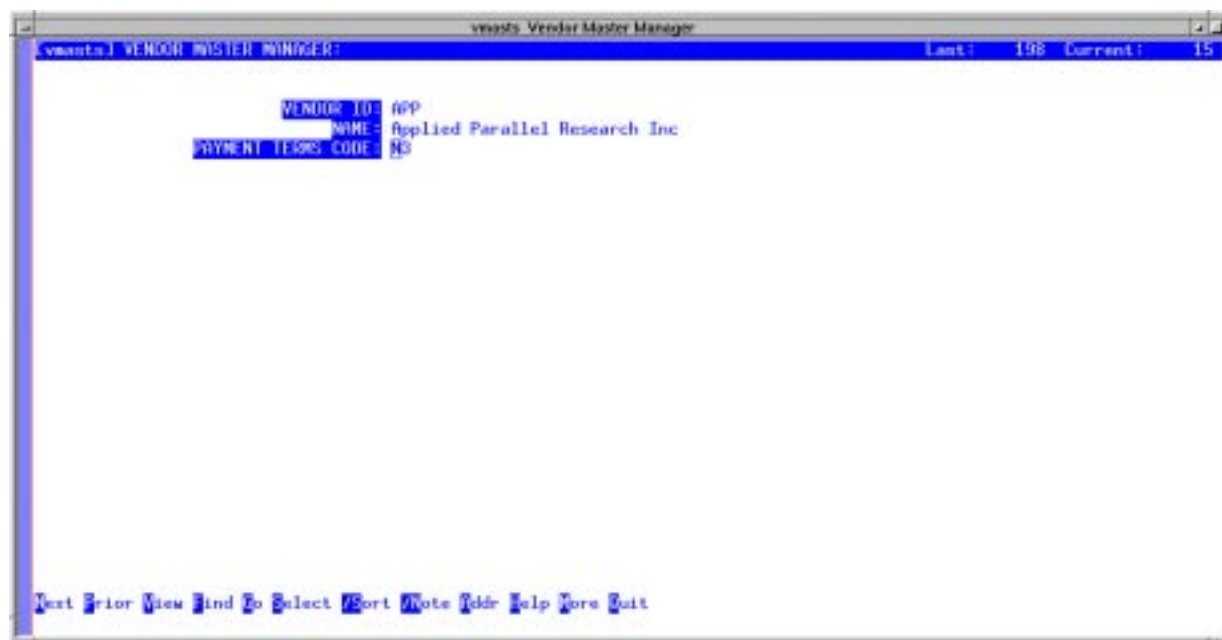 vmasts Vendor Master Manager
[vmasts] VENDOR MASTER MANAGER: Last: 198 Current: 15
VENDOR ID: APP
NAME: Applied Parallel Research Inc
PAYMENT TERMS CODE: N3
Next Prior View Find Go Select /Sort /Note Addr Help More Quit